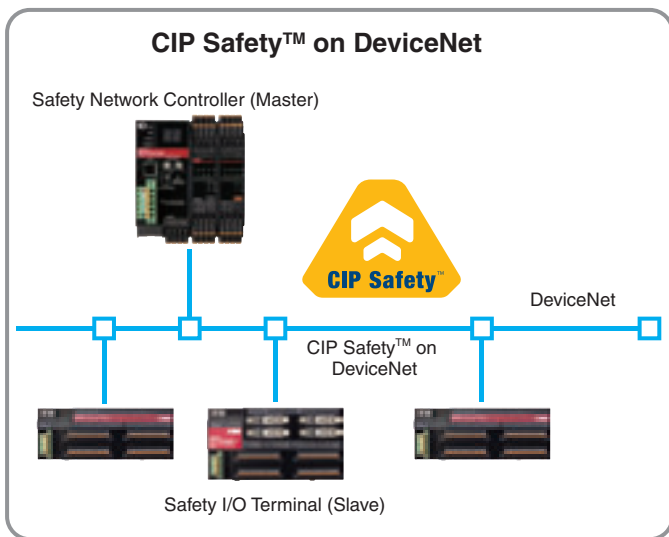 CIP Safety™ on DeviceNet
Safety Network Controller (Master)
CIP Safety™
DeviceNet
CIP Safety™ on
DeviceNet
Safety I/O Terminal (Slave)